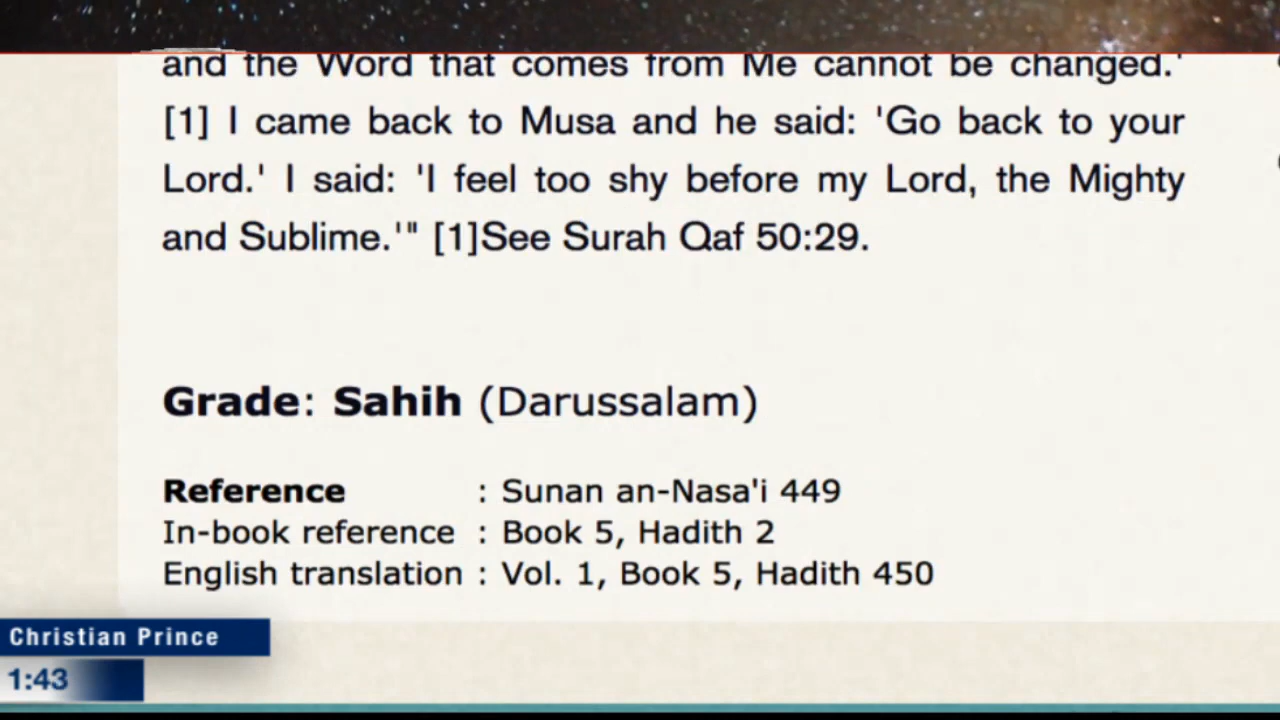 and the Word that comes from Me cannot be changed.'
[1] I came back to Musa and he said: 'Go back to your
Lord.' I said: 'I feel too shy before my Lord, the Mighty
and Sublime.'" [1]See Surah Qaf 50:29.
Grade: Sahih (Darussalam)
Reference : Sunan an-Nasa'i 449
In-book reference : Book 5, Hadith 2
English translation : Vol. 1, Book 5, Hadith 450
Christian Prince
1:43